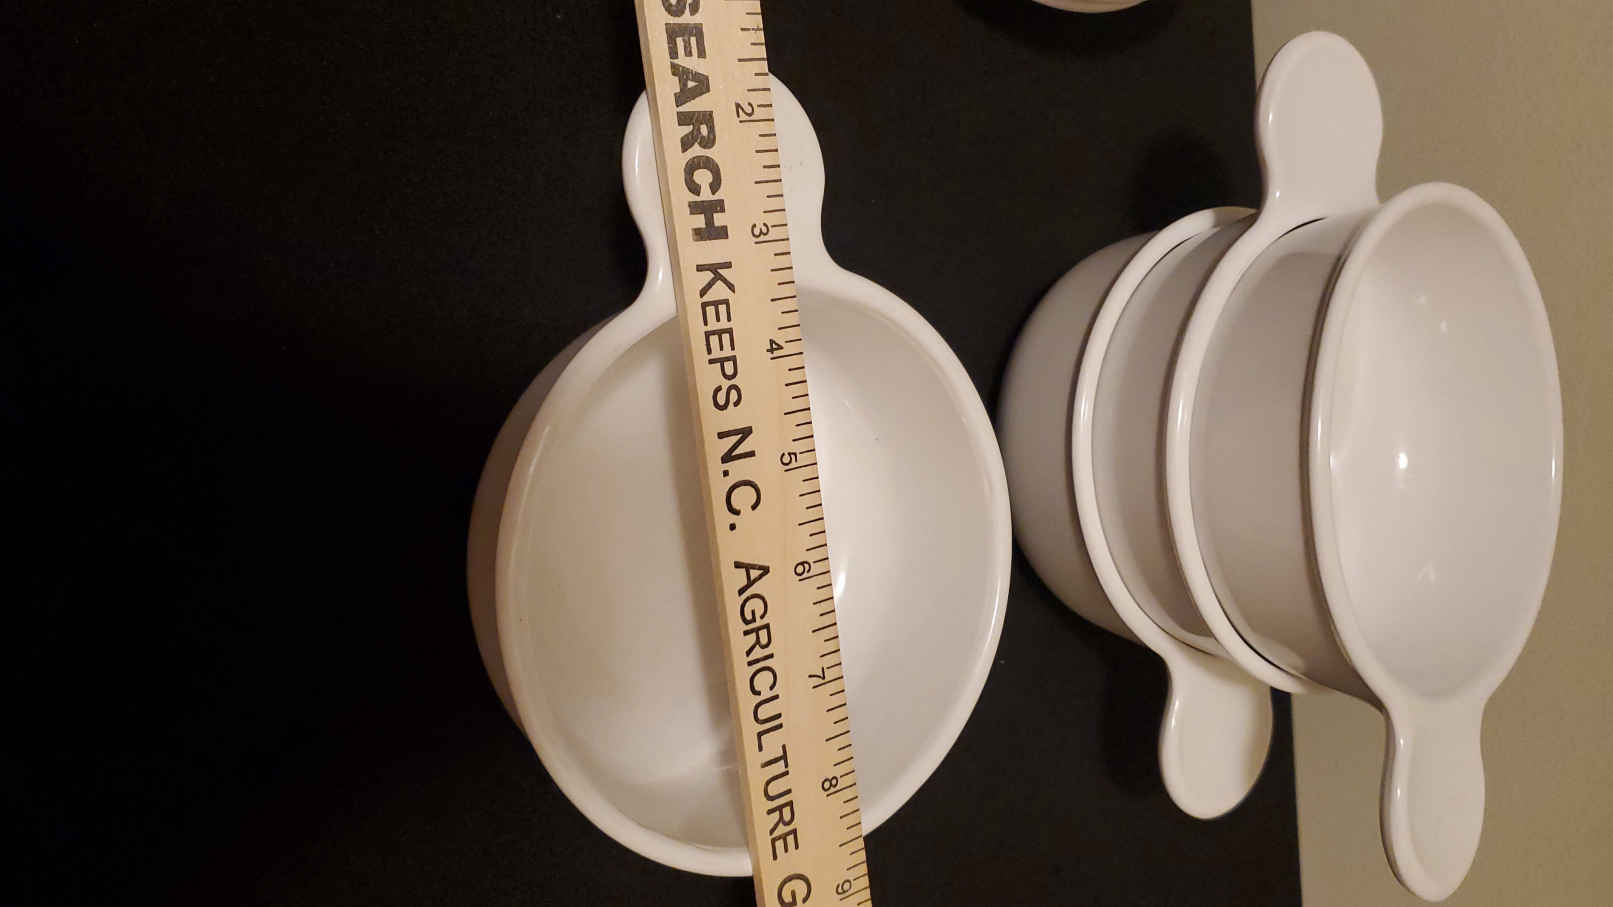 SEARCH KEEPS N.C. AGRICULTURE G
2 3 4 5 6 7 8 9